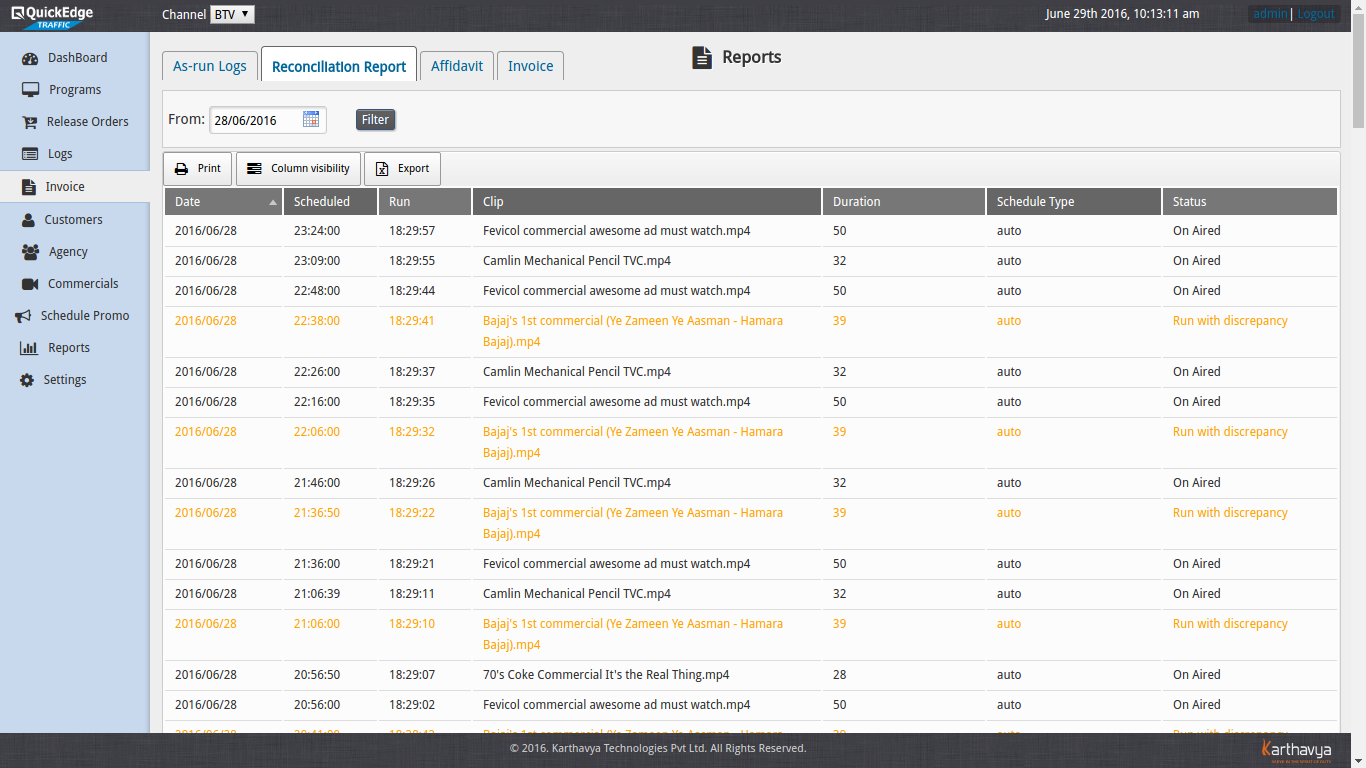 QuickEdge
TRAFFIC
Channel BTV
June 29th 2016, 10:13:11 am
admin| Logout
DashBoard
Programs
Release Orders
Logs
Invoice
Customers
Agency
Commercials
Schedule Promo
Reports
Settings
As-run Logs
Reconciliation Report
Affidavit
Invoice
Reports
From: 28/06/2016
Filter
Print
Column visibility
Export
Date Scheduled Run Clip Duration Schedule Type Status
2016/06/28 23:24:00 18:29:57 Fevicol commercial awesome ad must watch.mp4 50 auto On Aired
2016/06/28 23:09:00 18:29:55 Camlin Mechanical Pencil TVC.mp4 32 auto On Aired
2016/06/28 22:48:00 18:29:44 Fevicol commercial awesome ad must watch.mp4 50 auto On Aired
2016/06/28 22:38:00 18:29:41 Bajaj's 1st commercial (Ye Zameen Ye Aasman - Hamara 39 auto Run with discrepancy
Bajaj).mp4
2016/06/28 22:26:00 18:29:37 Camlin Mechanical Pencil TVC.mp4 32 auto On Aired
2016/06/28 22:16:00 18:29:35 Fevicol commercial awesome ad must watch.mp4 50 auto On Aired
2016/06/28 22:06:00 18:29:32 Bajaj's 1st commercial (Ye Zameen Ye Aasman - Hamara 39 auto Run with discrepancy
Bajaj).mp4
2016/06/28 21:46:00 18:29:26 Camlin Mechanical Pencil TVC.mp4 32 auto On Aired
2016/06/28 21:36:50 18:29:22 Bajaj's 1st commercial (Ye Zameen Ye Aasman - Hamara 39 auto Run with discrepancy
Bajaj).mp4
2016/06/28 21:36:00 18:29:21 Fevicol commercial awesome ad must watch.mp4 50 auto On Aired
2016/06/28 21:06:39 18:29:11 Camlin Mechanical Pencil TVC.mp4 32 auto On Aired
2016/06/28 21:06:00 18:29:10 Bajaj's 1st commercial (Ye Zameen Ye Aasman - Hamara 39 auto Run with discrepancy
Bajaj).mp4
2016/06/28 20:56:50 18:29:07 70's Coke Commercial It's the Real Thing.mp4 28 auto On Aired
2016/06/28 20:56:00 18:29:02 Fevicol commercial awesome ad must watch.mp4 50 auto On Aired
© 2016. Karthavya Technologies Pvt Ltd. All Rights Reserved.
Karthavya